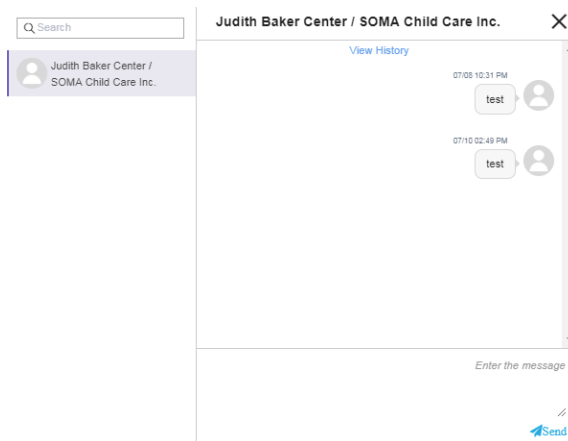 Search
Judith Baker Center /
SOMA Child Care Inc.
Judith Baker Center / SOMA Child Care Inc.
View History
07/08 10:31 PM
test
07/10 02:49 PM
test
Enter the message
Send